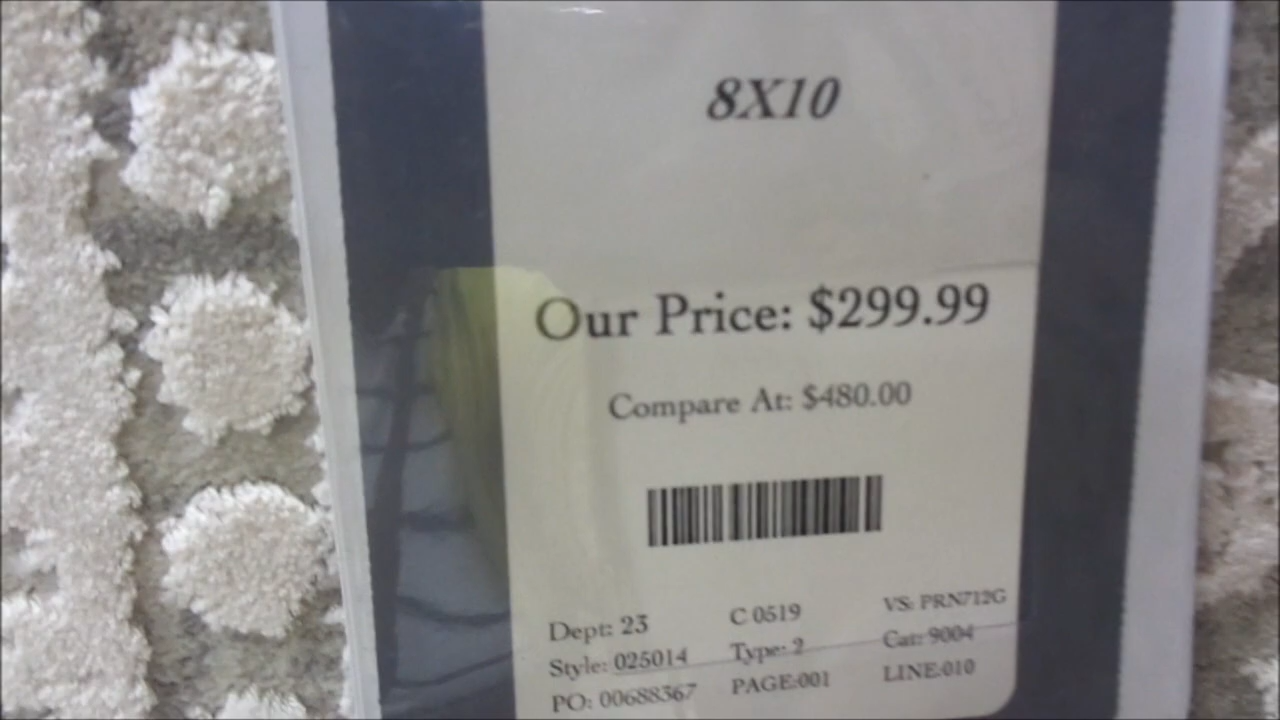 8X10
Our Price: $299.99
Compare At: $480.00
Dept: 23 C 0519 VS: PRN712G
Style: 025014 Type: 2 Cat: 9004
PO: 00688367 PAGE:001 LINE:010